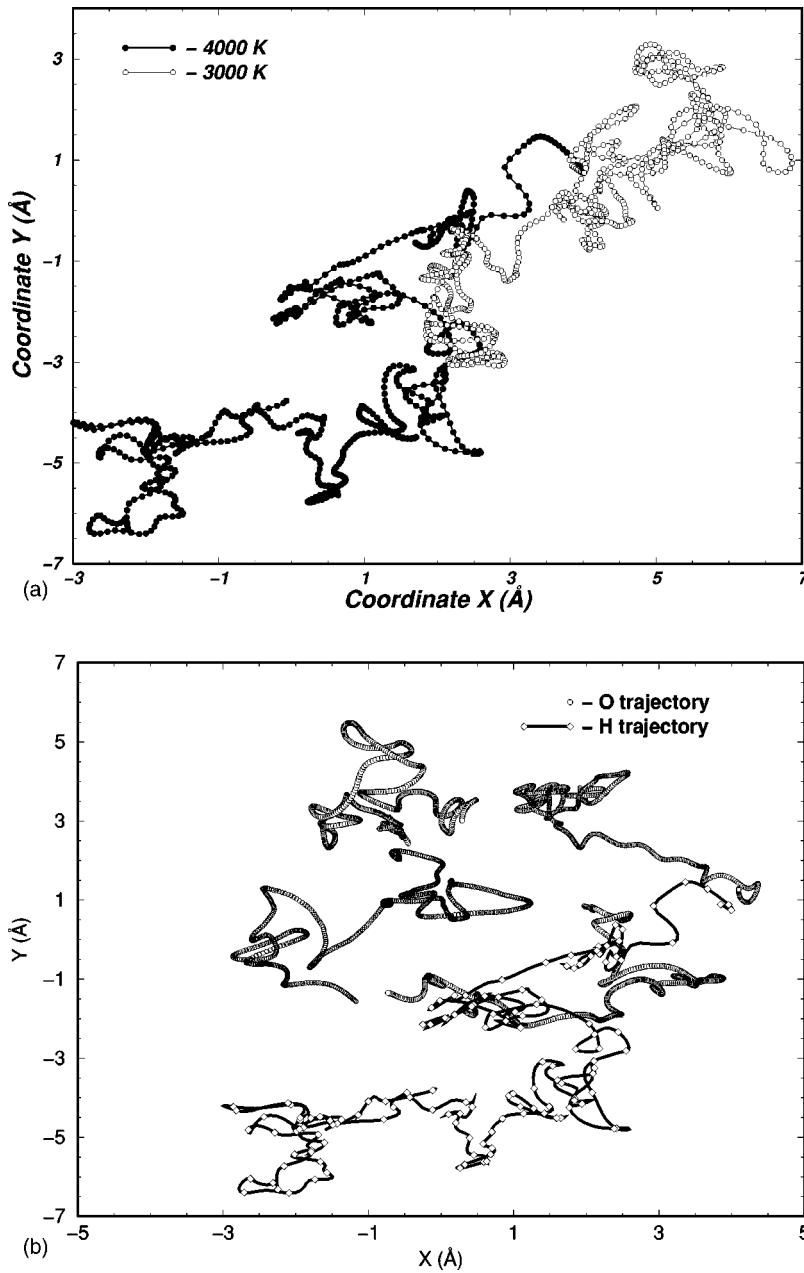 3
1
−1
−3
−5
−7
−3
−1
1
3
5
7
− 4000 K
− 3000 K
Coordinate Y (Å)
Coordinate X (Å)
(a)
7
5
3
1
−1
−3
−5
−7
−5
−3
−1
1
3
5
− O trajectory
− H trajectory
Y (Å)
X (Å)
(b)